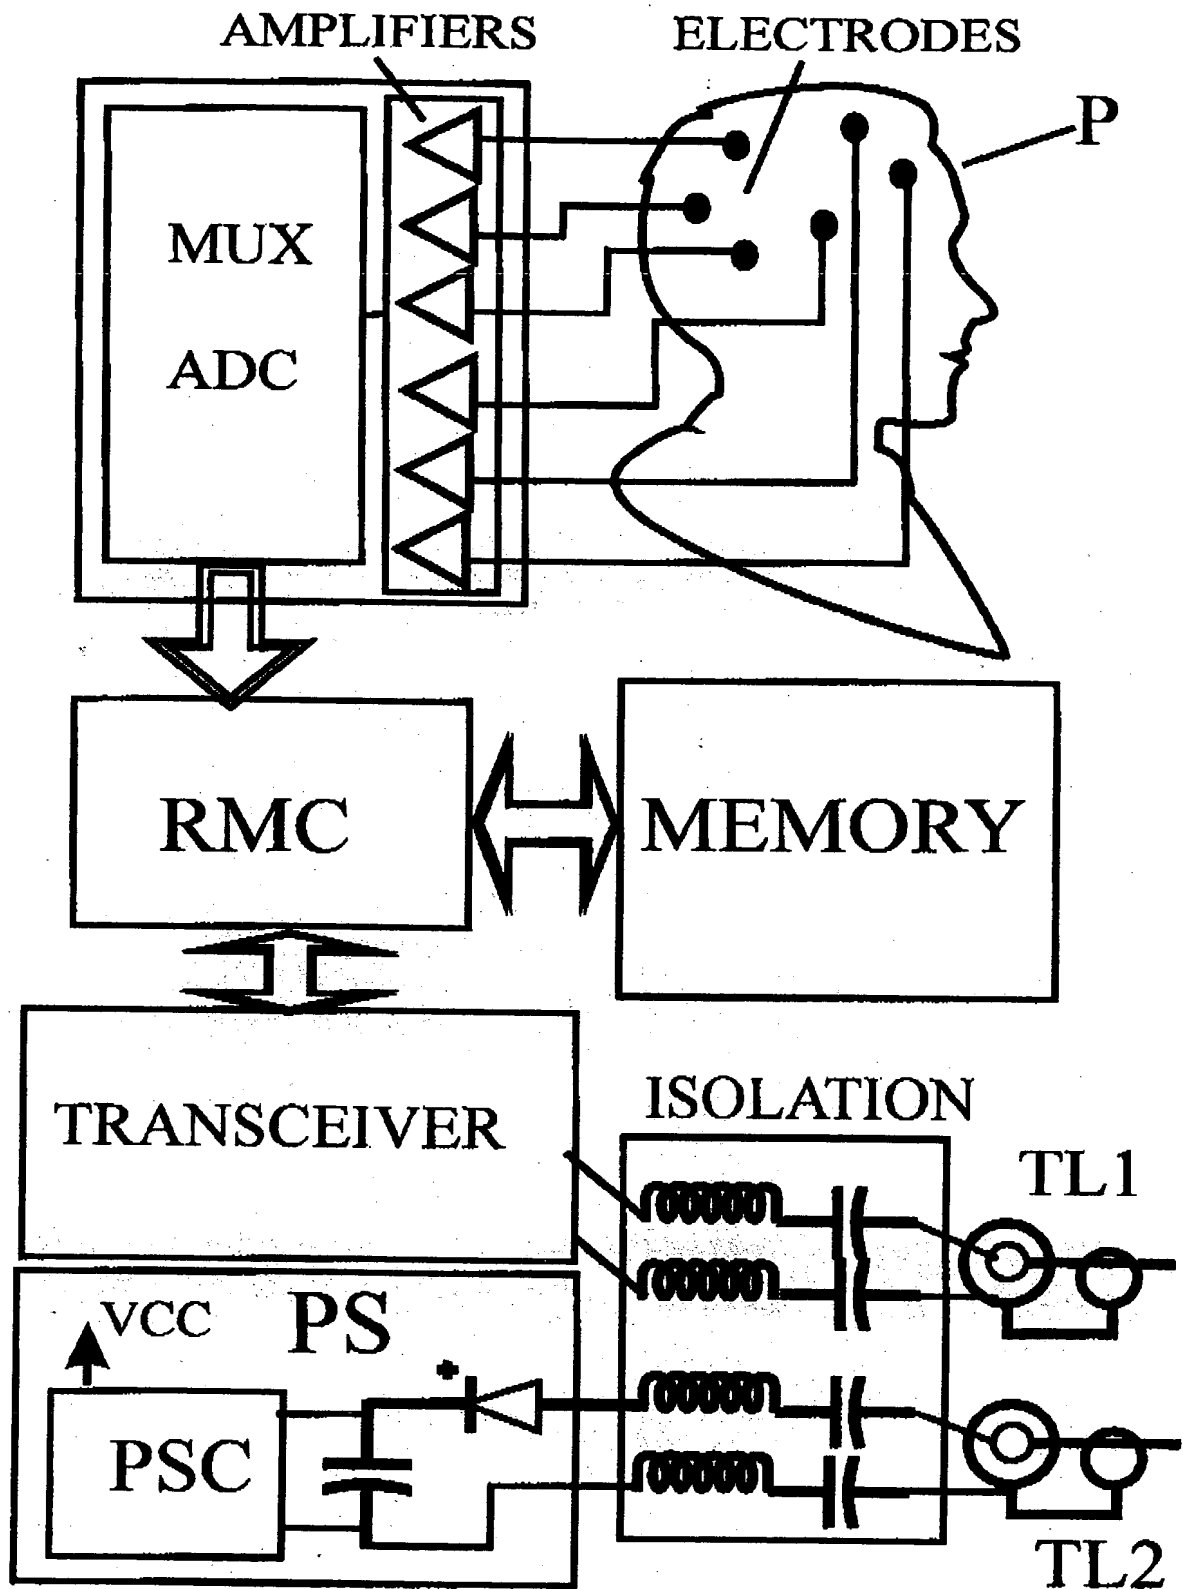 AMPLIFIERS
ELECTRODES
P
MUX
ADC
RMC
MEMORY
TRANSCEIVER
ISOLATION
TL1
VCC
PS
PSC
TL2